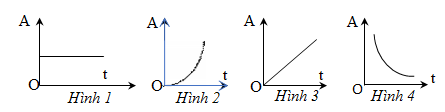 A A A A
O t O t O t O t
Hình 1 Hình 2 Hình 3 Hình 4